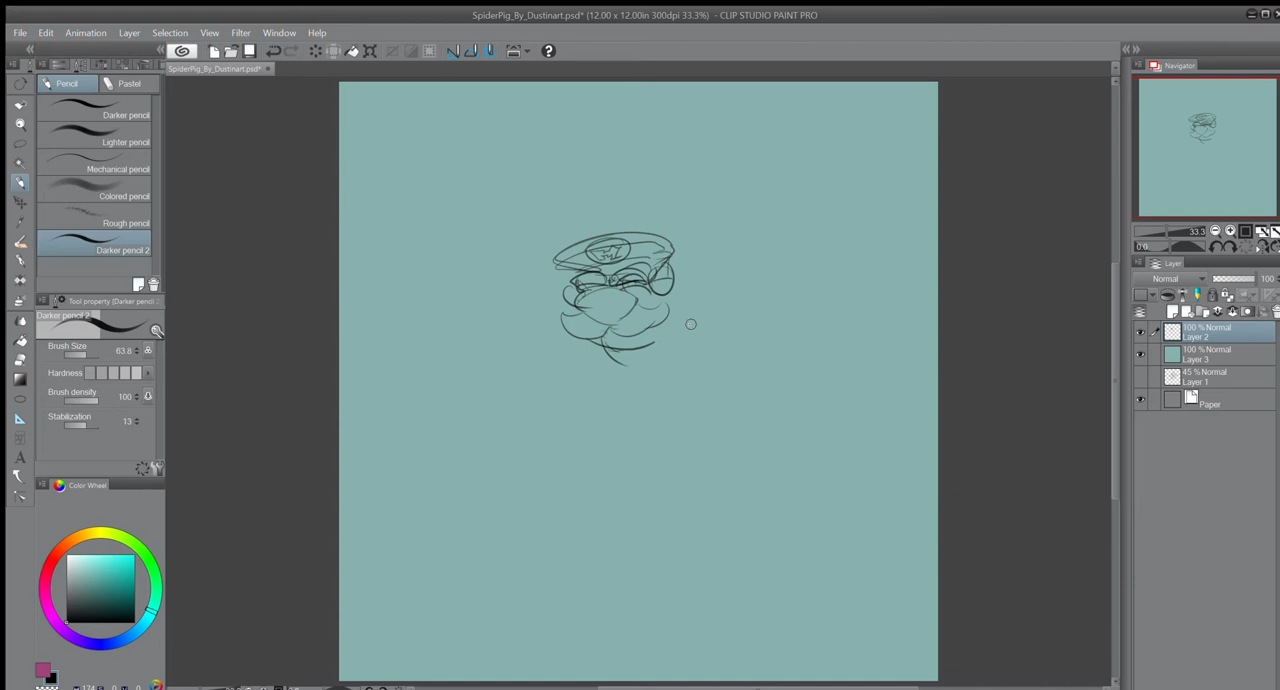 SpiderPig_By_Dustinart.psd* (12.00 x 12.00in 300dpi 33.3%) - CLIP STUDIO PAINT PRO
File Edit Animation Layer Selection View Filter Window Help
SpiderPig_By_Dustinart.psd*
Pencil Pastel
Darker pencil
Lighter pencil
Mechanical pencil
Colored pencil
Rough pencil
Darker pencil 2
Tool property [Darker pencil 2
Darker pencil 2
Brush Size 63.8
Hardness
Brush density 100
Stabilization 13
Color Wheel
Navigator
33.3
0.0
Layer
Normal 100
100 % Normal
Layer 2
100 % Normal
Layer 3
45 % Normal
Layer 1
Paper